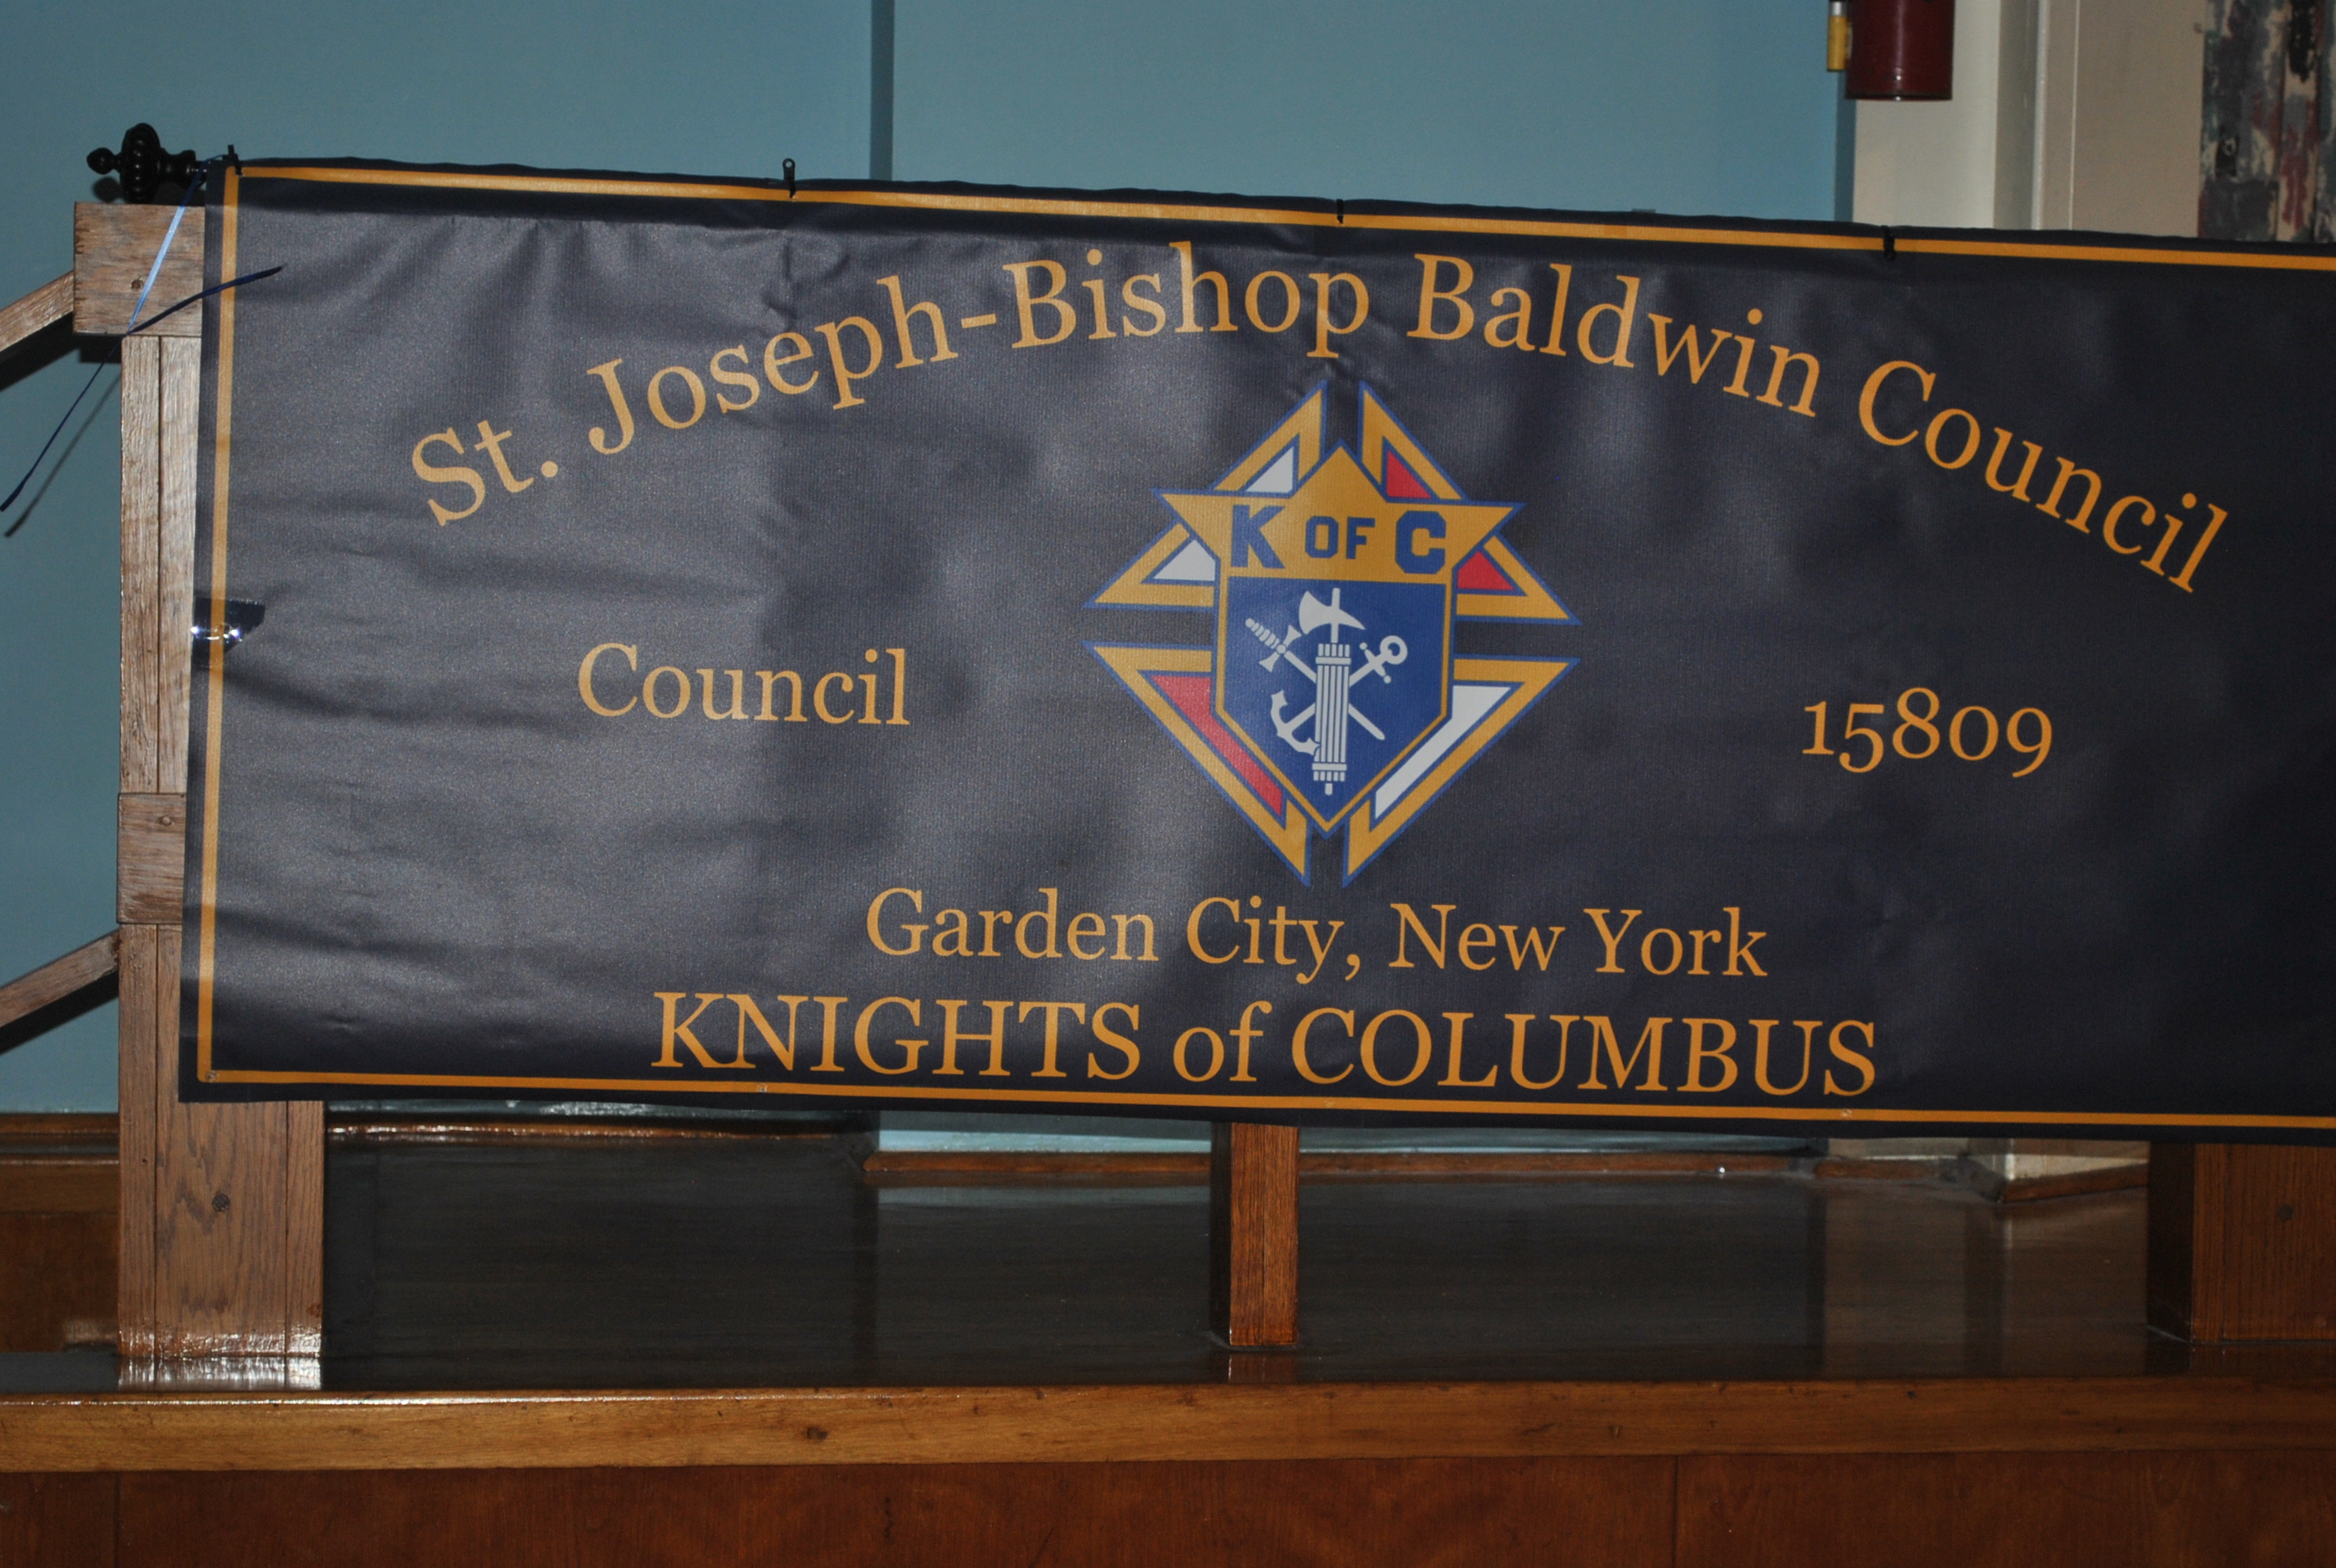 St. Joseph-Bishop Baldwin Council
K OF C
Council 15809
Garden City, New York
KNIGHTS of COLUMBUS